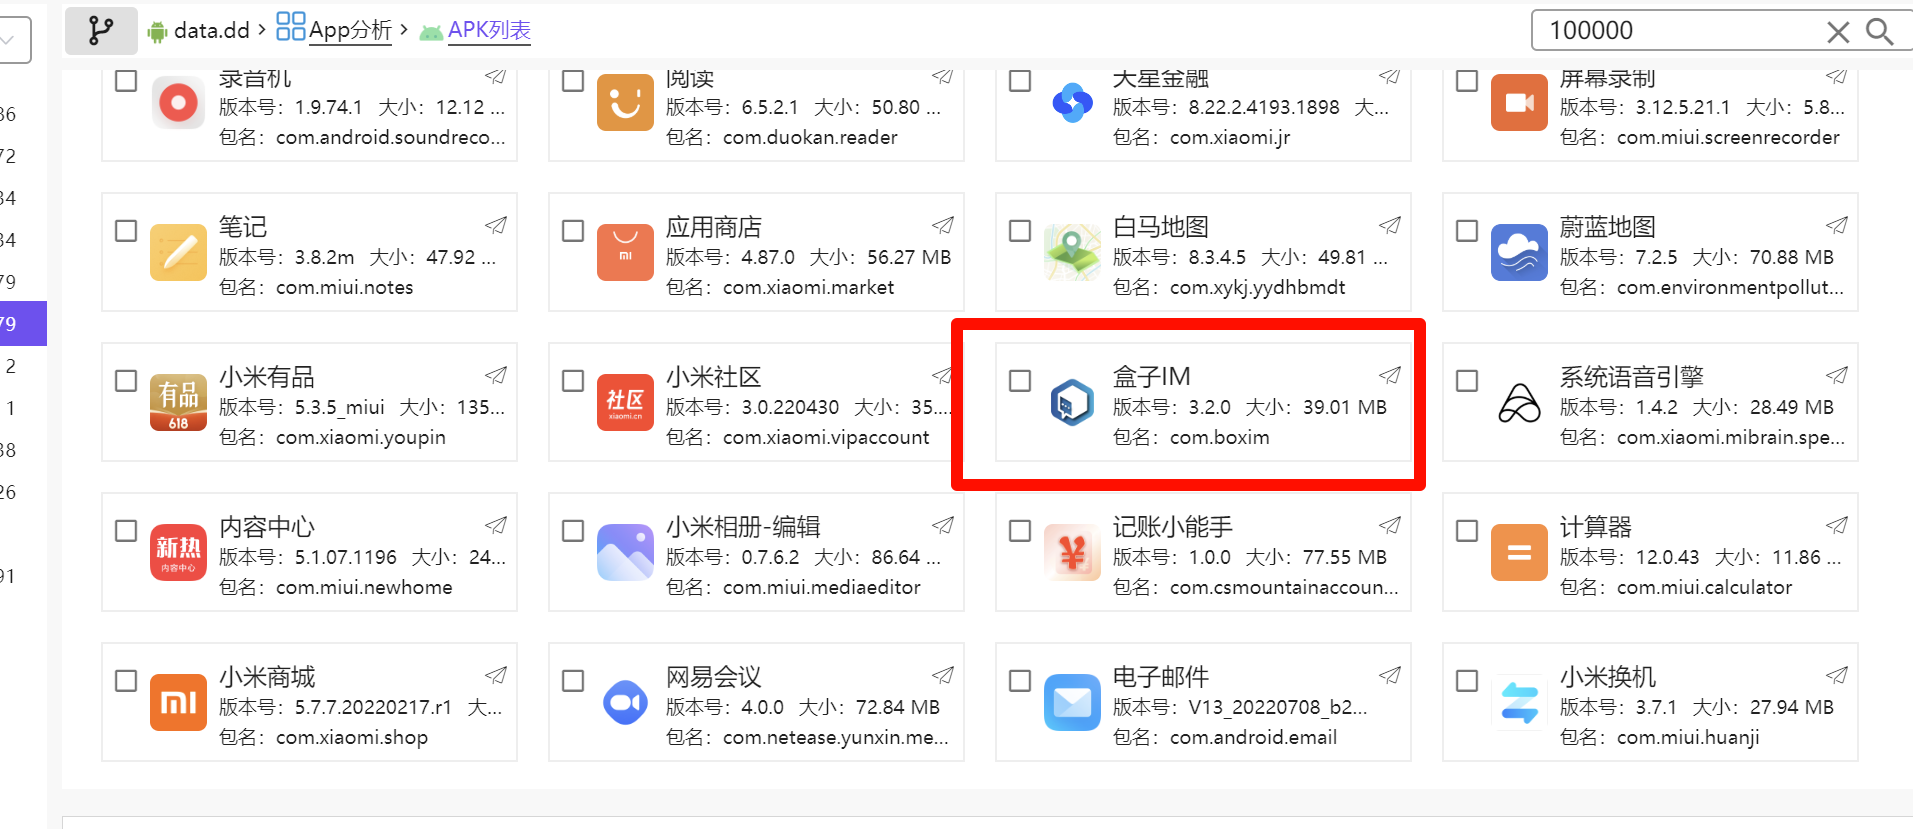 data.dd > App分析 > APK列表
100000
录音机
版本号：1.9.74.1 大小：12.12 ...
包名：com.android.soundreco...
阅读
版本号：6.5.2.1 大小：50.80 ...
包名：com.duokan.reader
天星金融
版本号：8.22.2.4193.1898 大...
包名：com.xiaomi.jr
屏幕录制
版本号：3.12.5.21.1 大小：5.8...
包名：com.miui.screenrecorder
笔记
版本号：3.8.2m 大小：47.92 ...
包名：com.miui.notes
mi
应用商店
版本号：4.87.0 大小：56.27 MB
包名：com.xiaomi.market
白马地图
版本号：8.3.4.5 大小：49.81 ...
包名：com.xykj.yydhbmdt
蔚蓝地图
版本号：7.2.5 大小：70.88 MB
包名：com.environmentpollut...
有品
618
小米有品
版本号：5.3.5_miui 大小：135...
包名：com.xiaomi.youpin
社区
xiaomi.cn
小米社区
版本号：3.0.220430 大小：35....
包名：com.xiaomi.vipaccount
盒子IM
版本号：3.2.0 大小：39.01 MB
包名：com.boxim
系统语音引擎
版本号：1.4.2 大小：28.49 MB
包名：com.xiaomi.mibrain.spe...
新热
内容中心
内容中心
版本号：5.1.07.1196 大小：24...
包名：com.miui.newhome
小米相册-编辑
版本号：0.7.6.2 大小：86.64 ...
包名：com.miui.mediaeditor
¥
记账小能手
版本号：1.0.0 大小：77.55 MB
包名：com.csmountainaccoun...
计算器
版本号：12.0.43 大小：11.86 ...
包名：com.miui.calculator
mi
小米商城
版本号：5.7.7.20220217.r1 大...
包名：com.xiaomi.shop
网易会议
版本号：4.0.0 大小：72.84 MB
包名：com.netease.yunxin.me...
电子邮件
版本号：V13_20220708_b2...
包名：com.android.email
小米换机
版本号：3.7.1 大小：27.94 MB
包名：com.miui.huanji
36
72
34
34
79
79
2
1
38
26
91